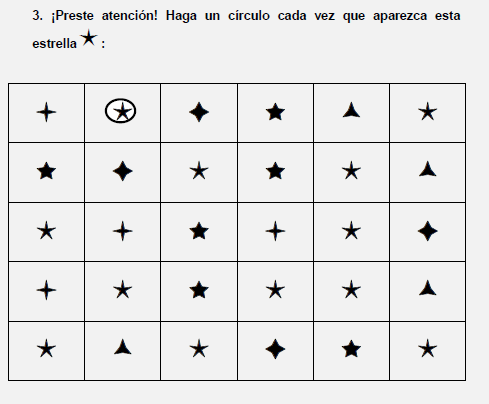 3. ¡Preste atención! Haga un círculo cada vez que aparezca esta
estrella :